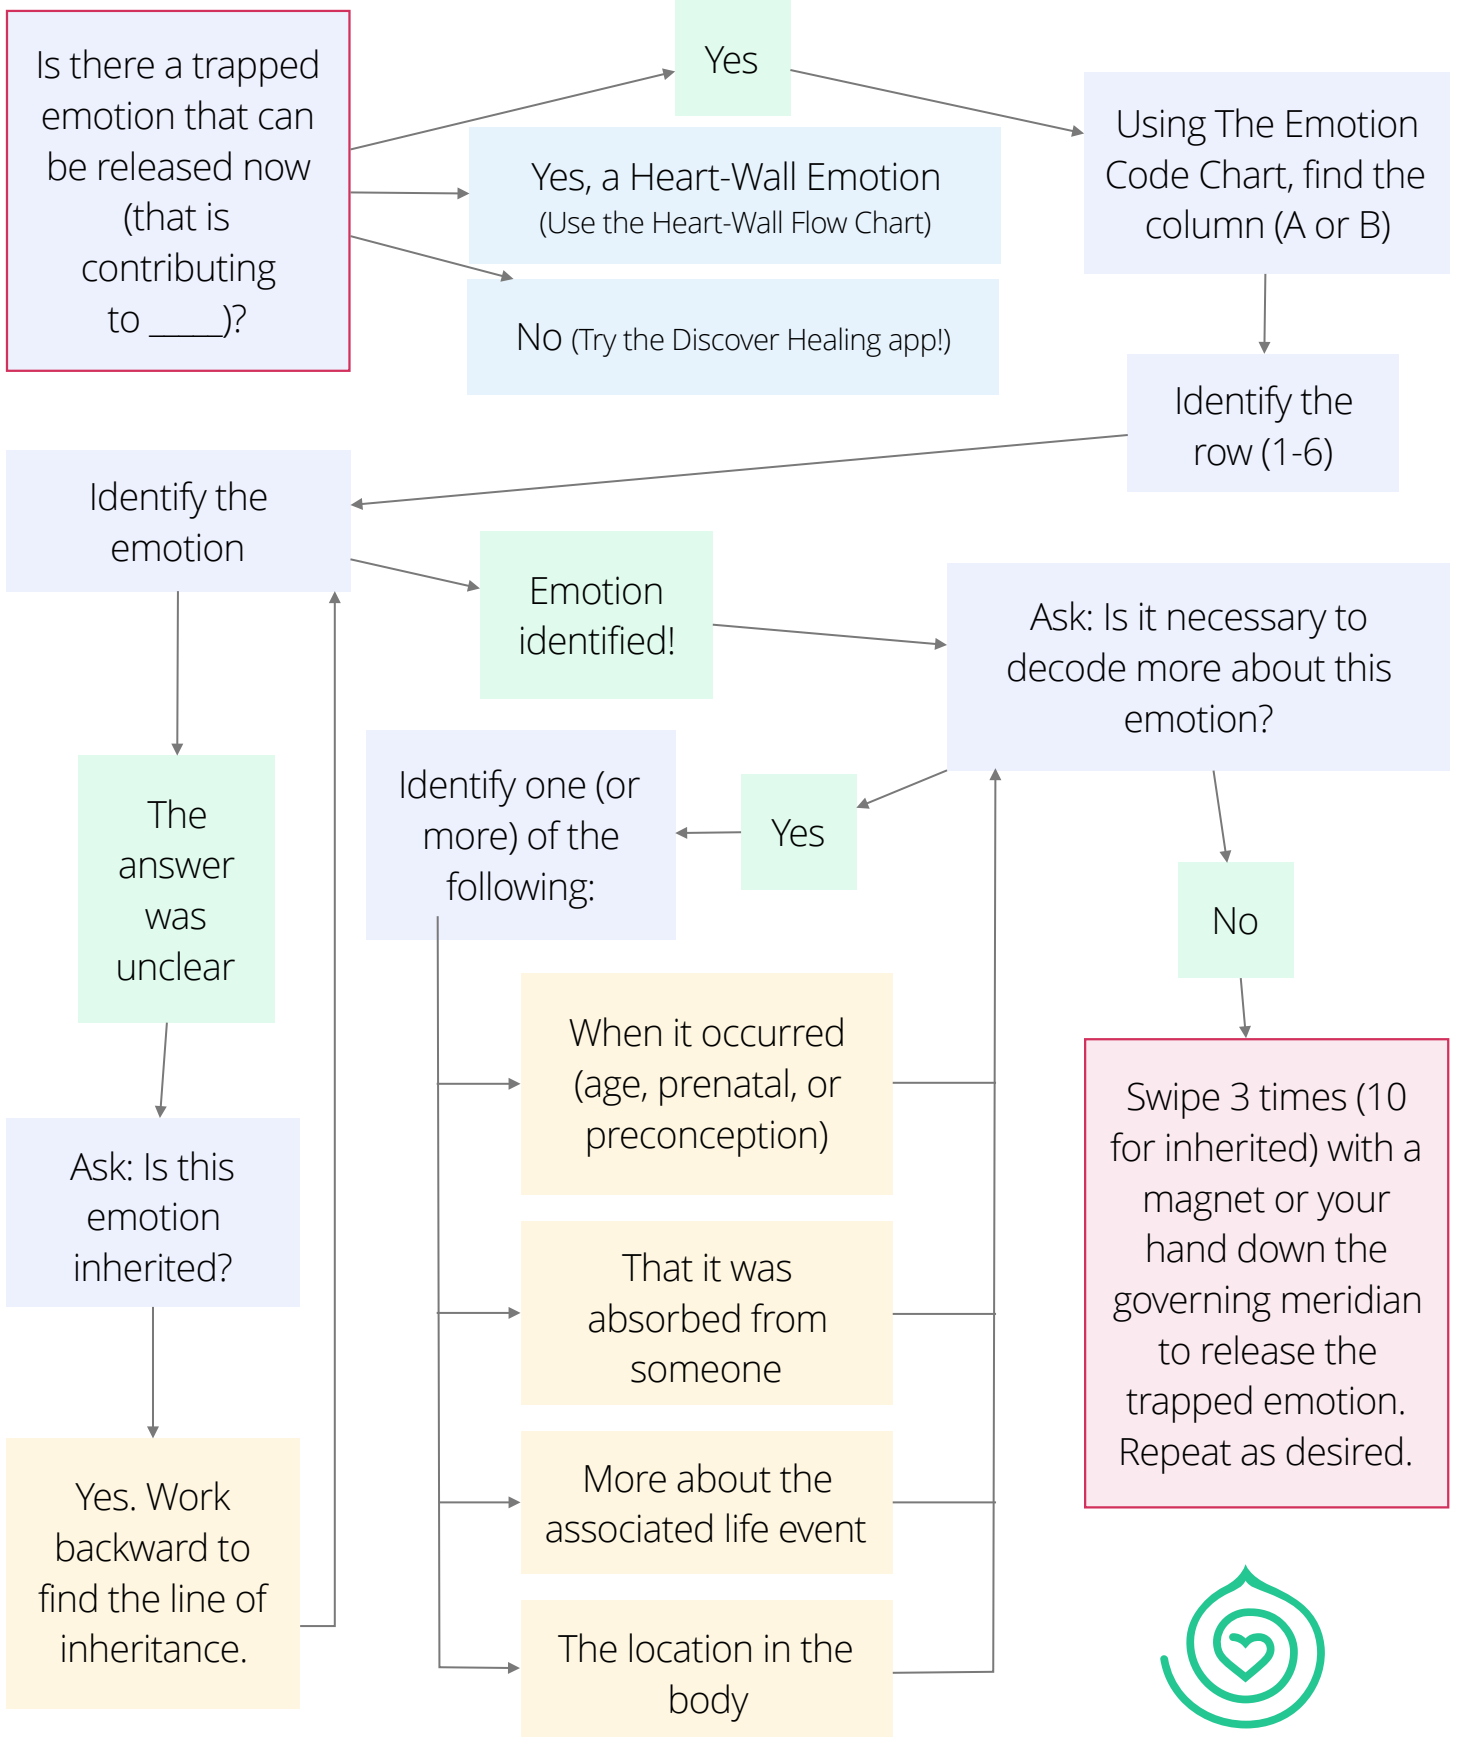 Is there a trapped
emotion that can
be released now
(that is
contributing
to _____)?
Yes
Yes, a Heart-Wall Emotion
(Use the Heart-Wall Flow Chart)
No (Try the Discover Healing app!)
Using The Emotion
Code Chart, find the
column (A or B)
Identify the
row (1-6)
Identify the
emotion
Emotion
identified!
Ask: Is it necessary to
decode more about this
emotion?
The
answer
was
unclear
Identify one (or
more) of the
following:
Yes
No
Ask: Is this
emotion
inherited?
When it occurred
(age, prenatal, or
preconception)
That it was
absorbed from
someone
More about the
associated life event
The location in the
body
Yes. Work
backward to
find the line of
inheritance.
Swipe 3 times (10
for inherited) with a
magnet or your
hand down the
governing meridian
to release the
trapped emotion.
Repeat as desired.